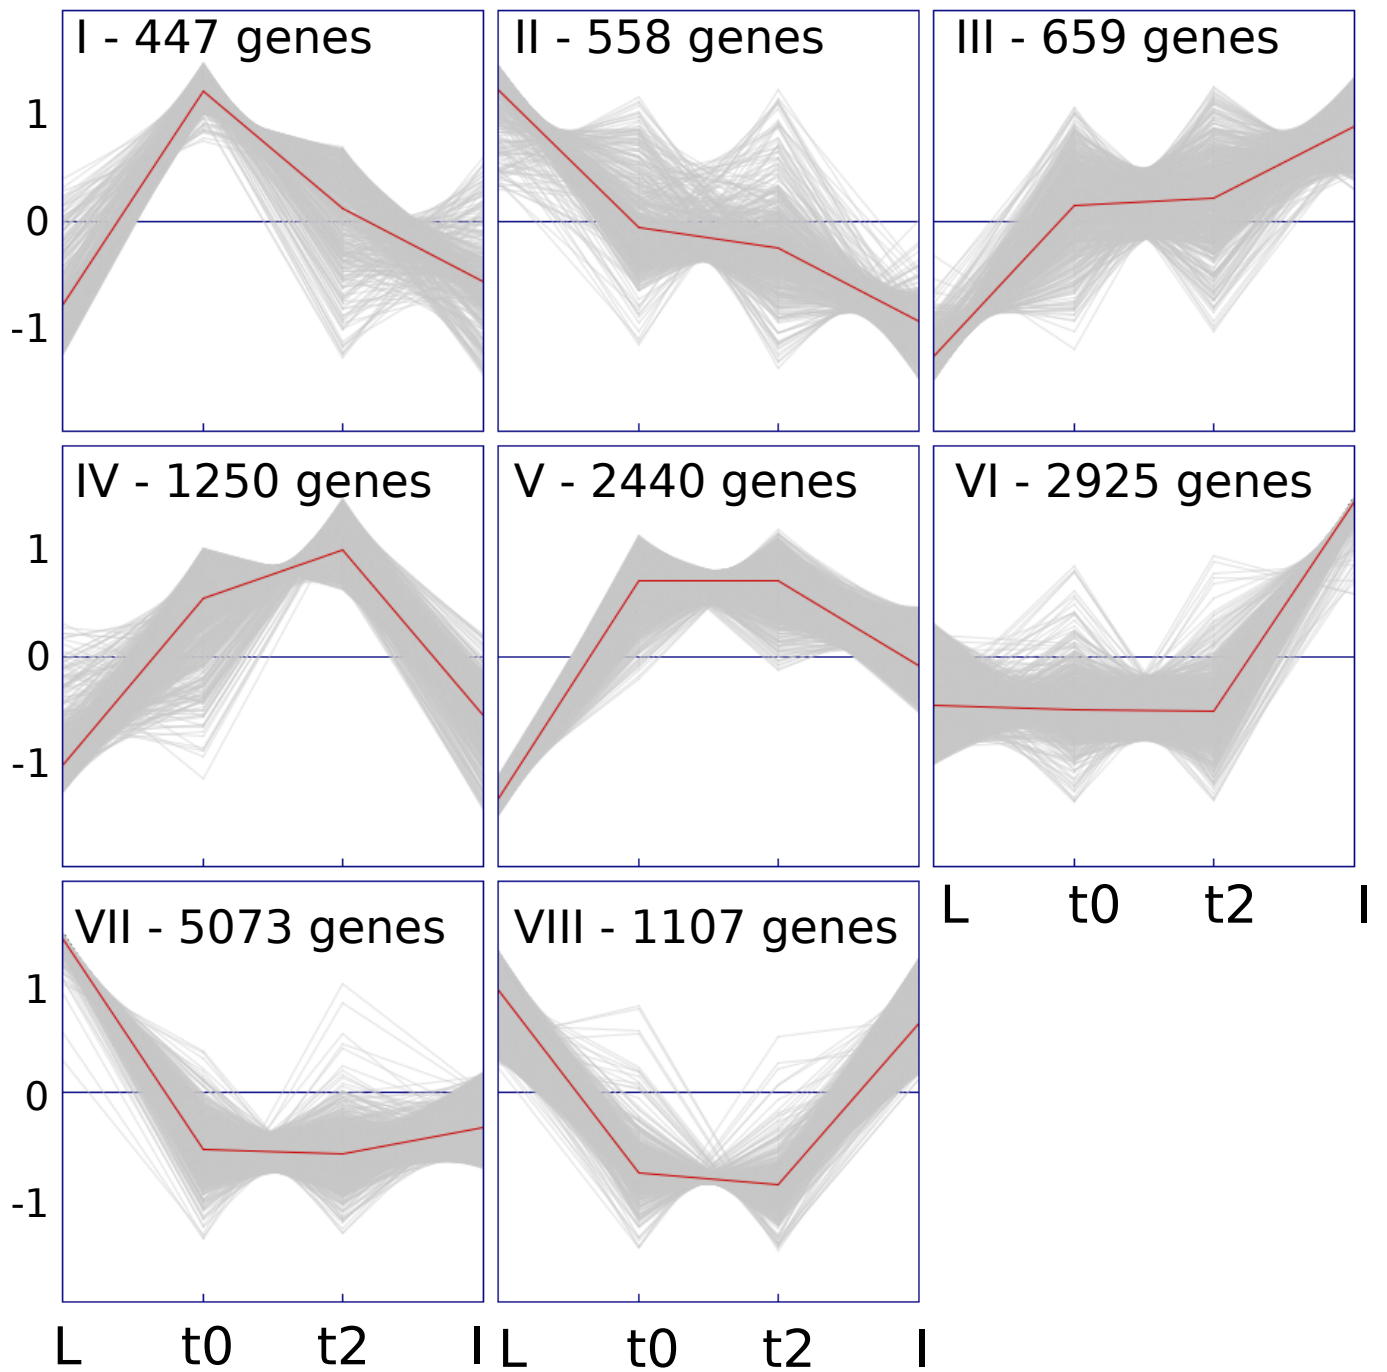 I - 447 genes
II - 558 genes
III - 659 genes
1
0
-1
IV - 1250 genes
V - 2440 genes
VI - 2925 genes
1
0
-1
L t0 t2 I
VII - 5073 genes
VIII - 1107 genes
1
0
-1
L t0 t2 I
L t0 t2 I